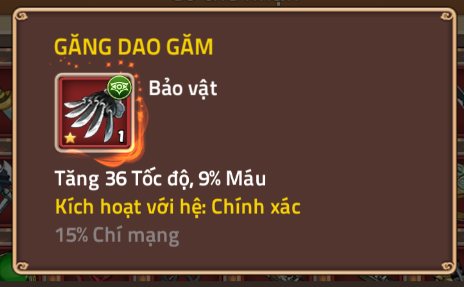 GĂNG DAO GĂM
Bảo vật
1
Tăng 36 Tốc độ, 9% Máu
Kích hoạt với hệ: Chính xác
15% Chí mạng